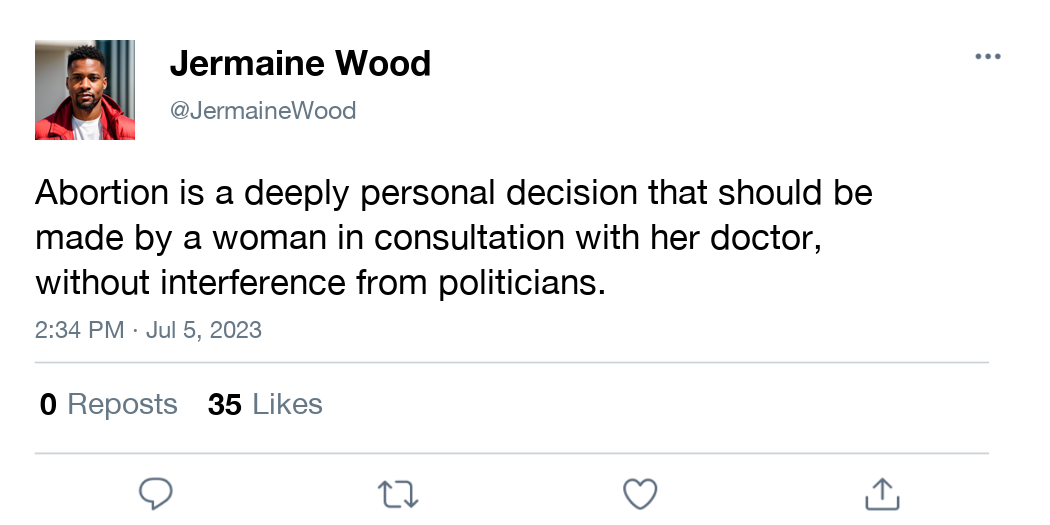 Jermaine Wood
@JermaineWood
Abortion is a deeply personal decision that should be
made by a woman in consultation with her doctor,
without interference from politicians.
2:34 PM · Jul 5, 2023
0 Reposts 35 Likes